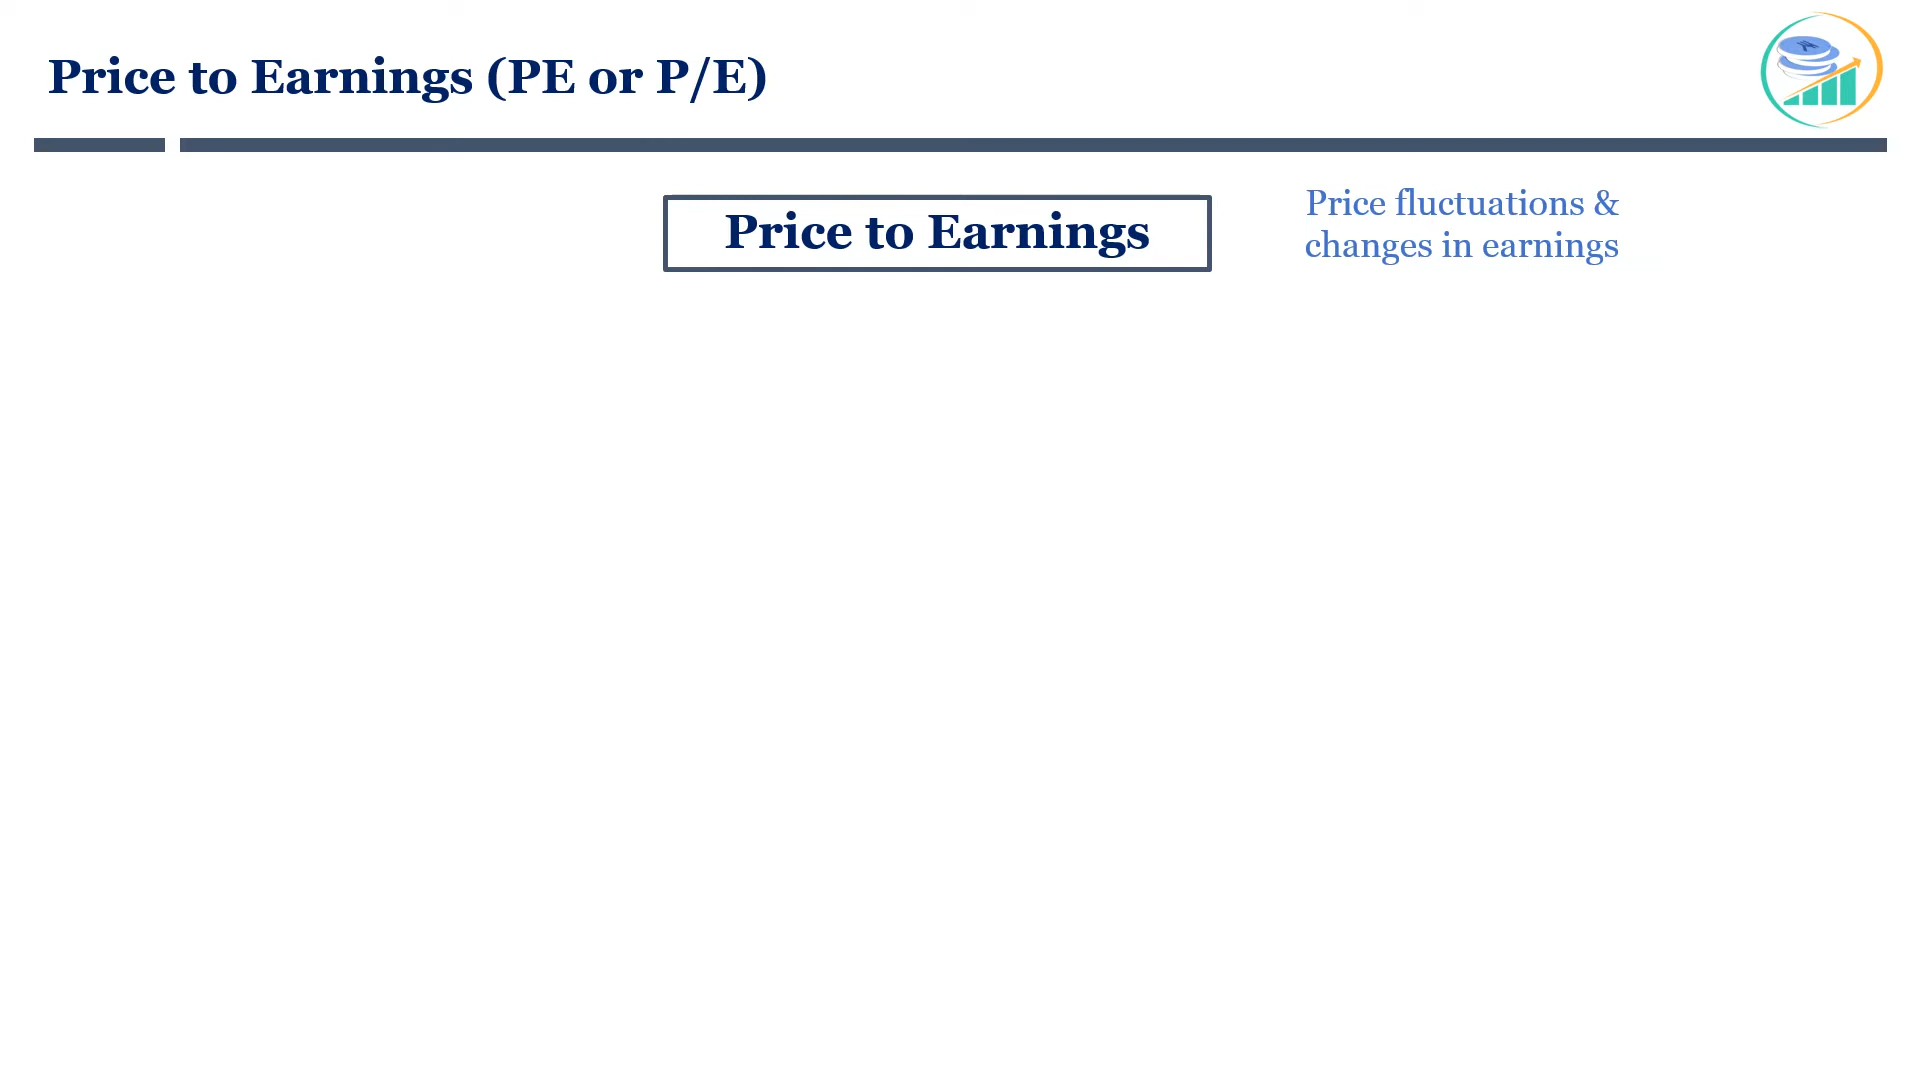 Price to Earnings (PE or P/E)
Price to Earnings
Price fluctuations &
changes in earnings